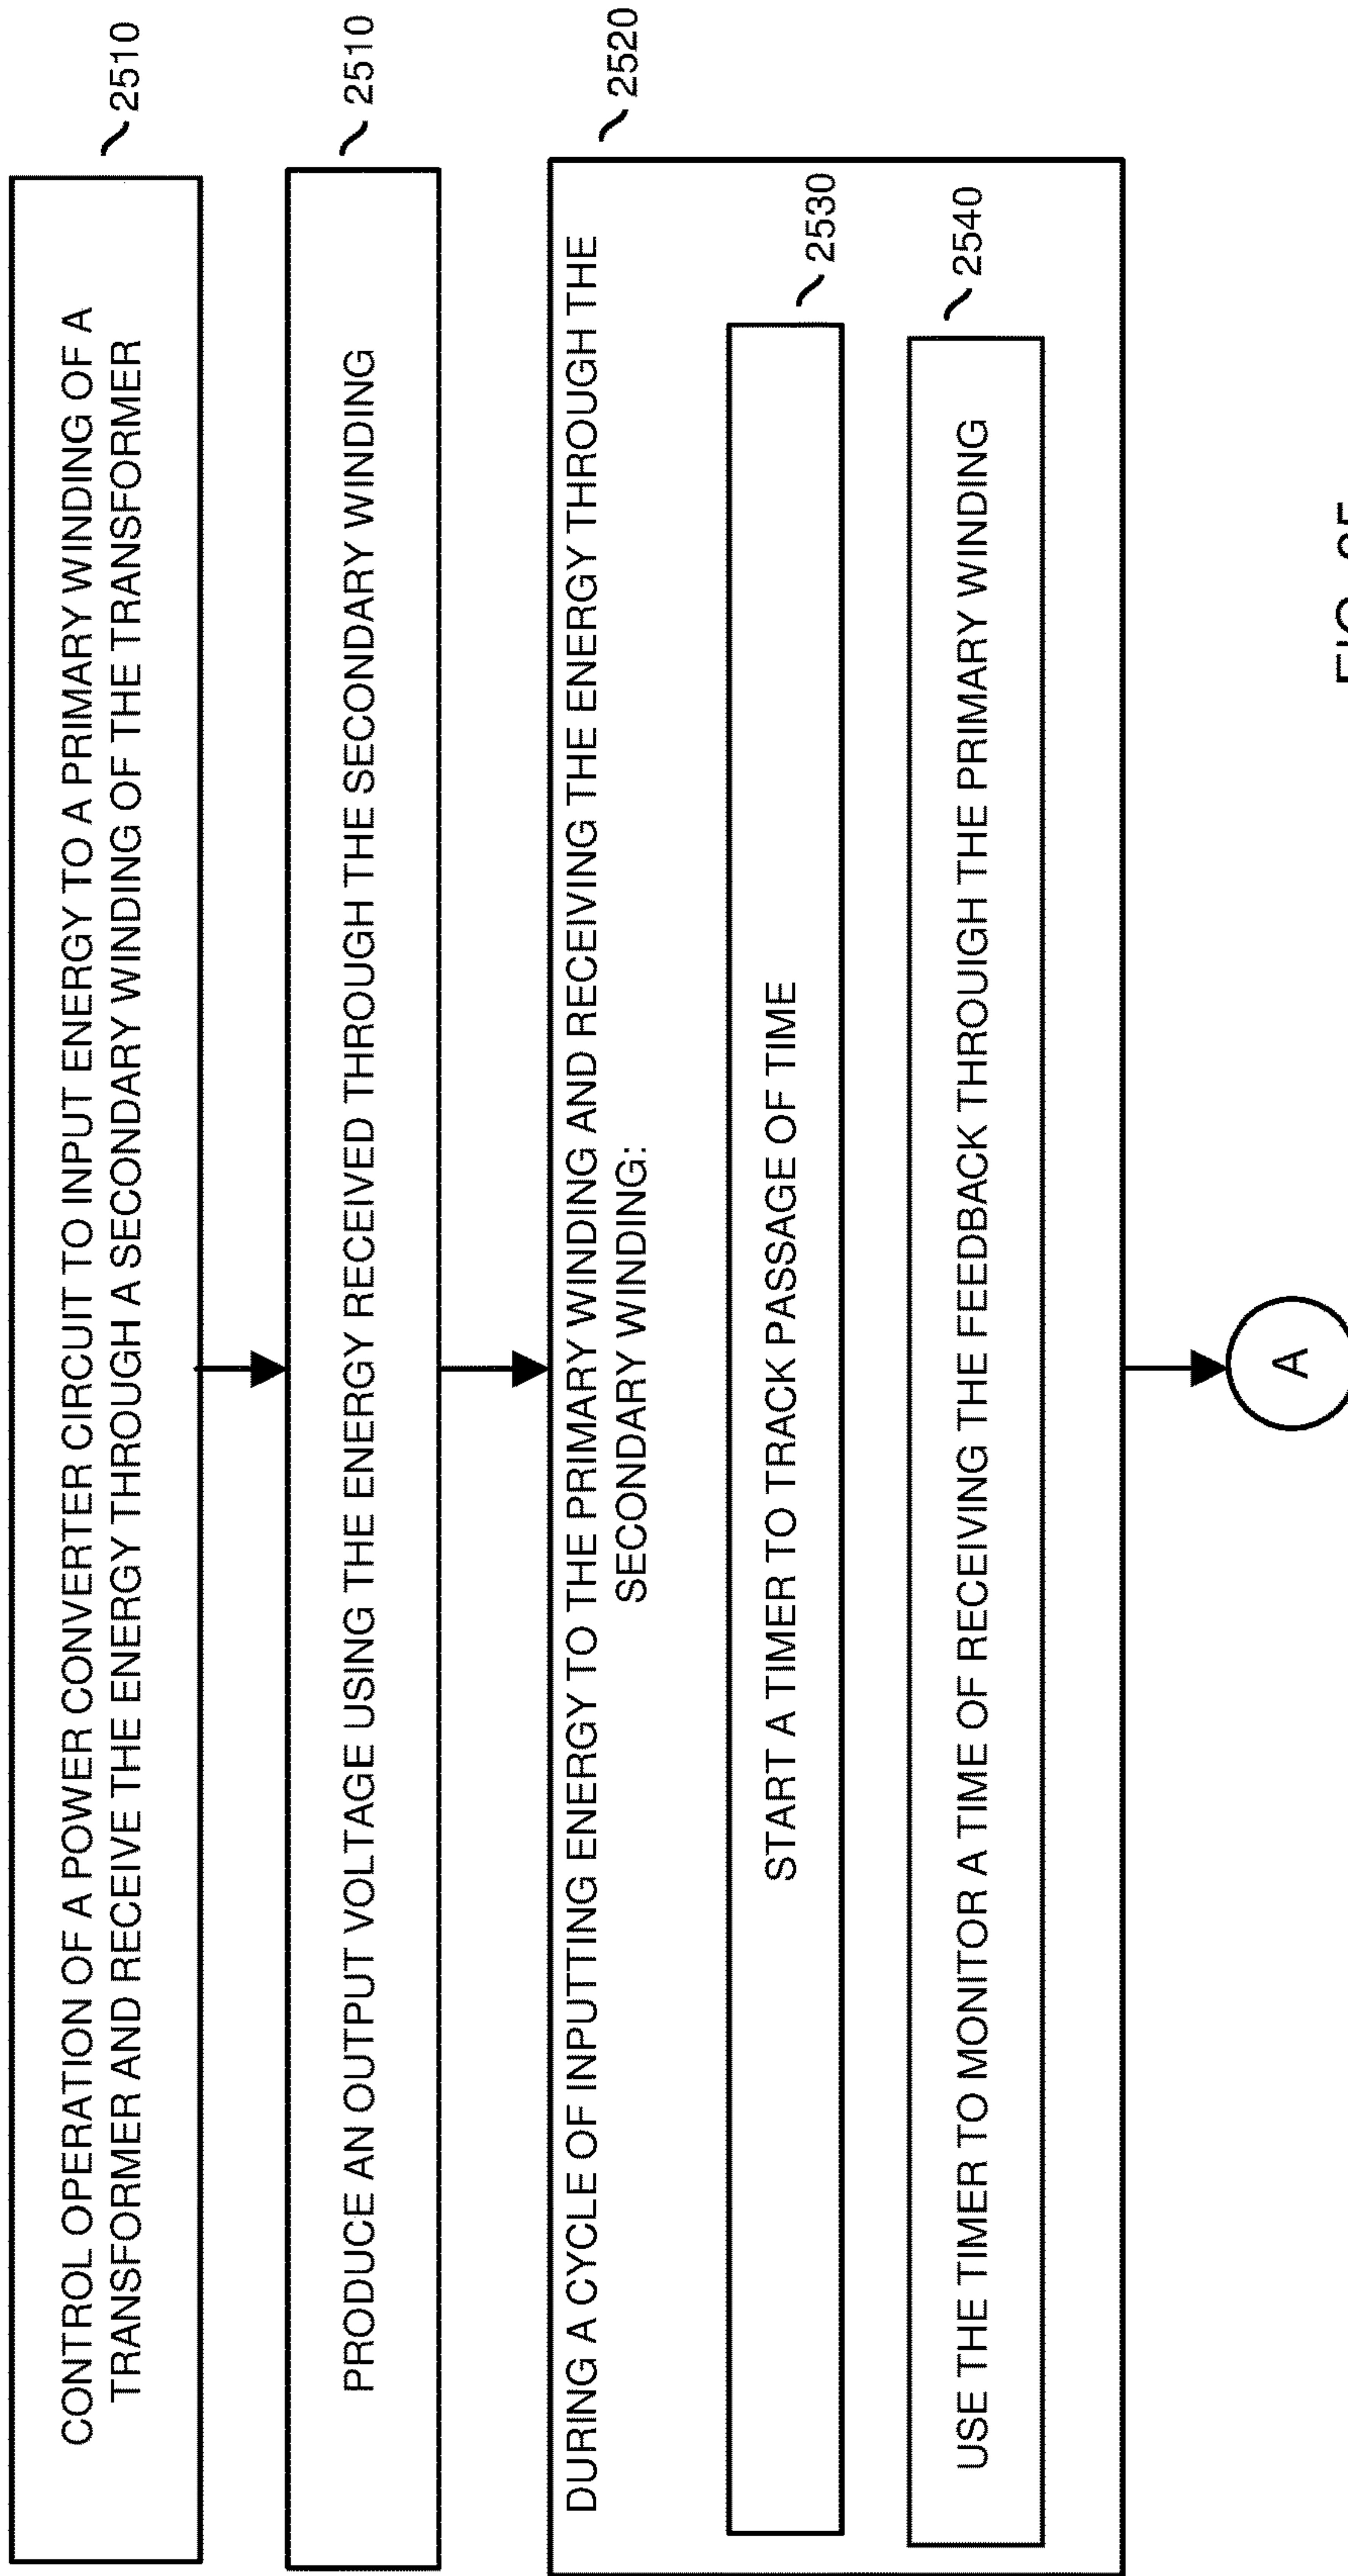 CONTROL OPERATION OF A POWER CONVERTER CIRCUIT TO INPUT ENERGY TO A PRIMARY WINDING OF A
TRANSFORMER AND RECEIVE THE ENERGY THROUGH A SECONDARY WINDING OF THE TRANSFORMER
2510
PRODUCE AN OUTPUT VOLTAGE USING THE ENERGY RECEIVED THROUGH THE SECONDARY WINDING
2510
DURING A CYCLE OF INPUTTING ENERGY TO THE PRIMARY WINDING AND RECEIVING THE ENERGY THROUGH THE
SECONDARY WINDING:
2520
START A TIMER TO TRACK PASSAGE OF TIME
2530
USE THE TIMER TO MONITOR A TIME OF RECEIVING THE FEEDBACK THROUIGH THE PRIMARY WINDING
2540
A